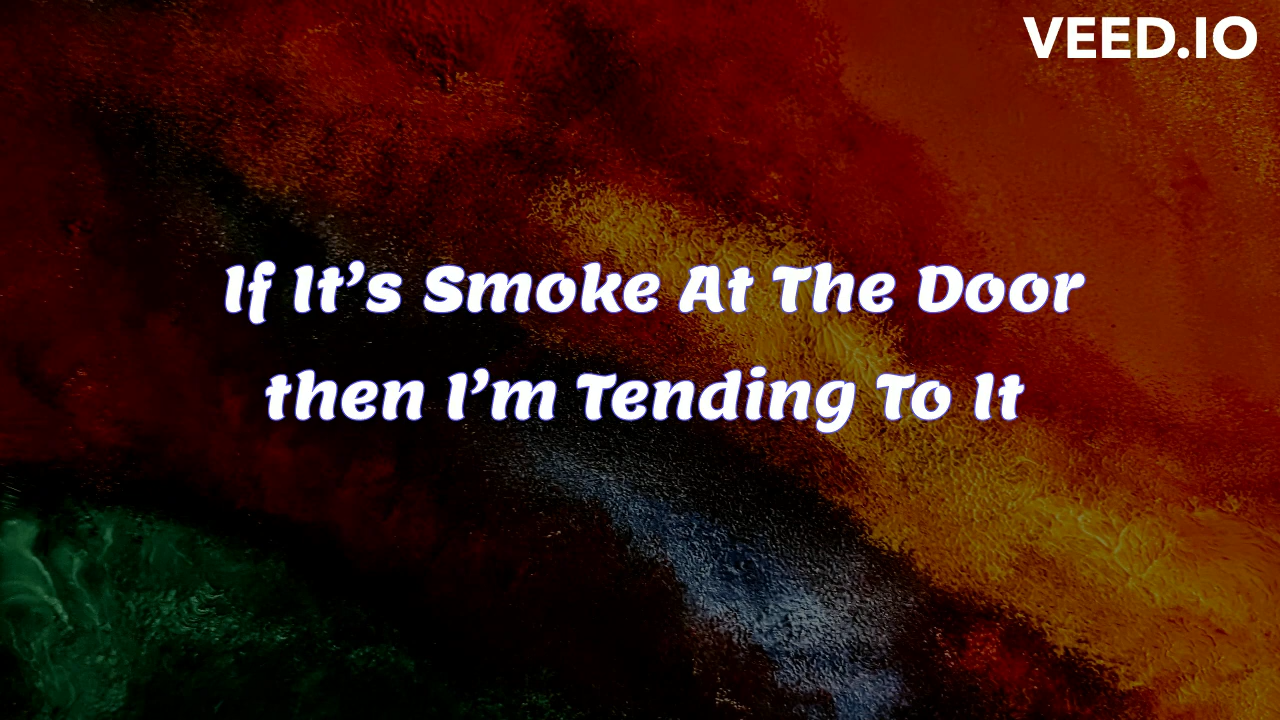 VEED.IO
If It's Smoke At The Door
then I'm Tending To It